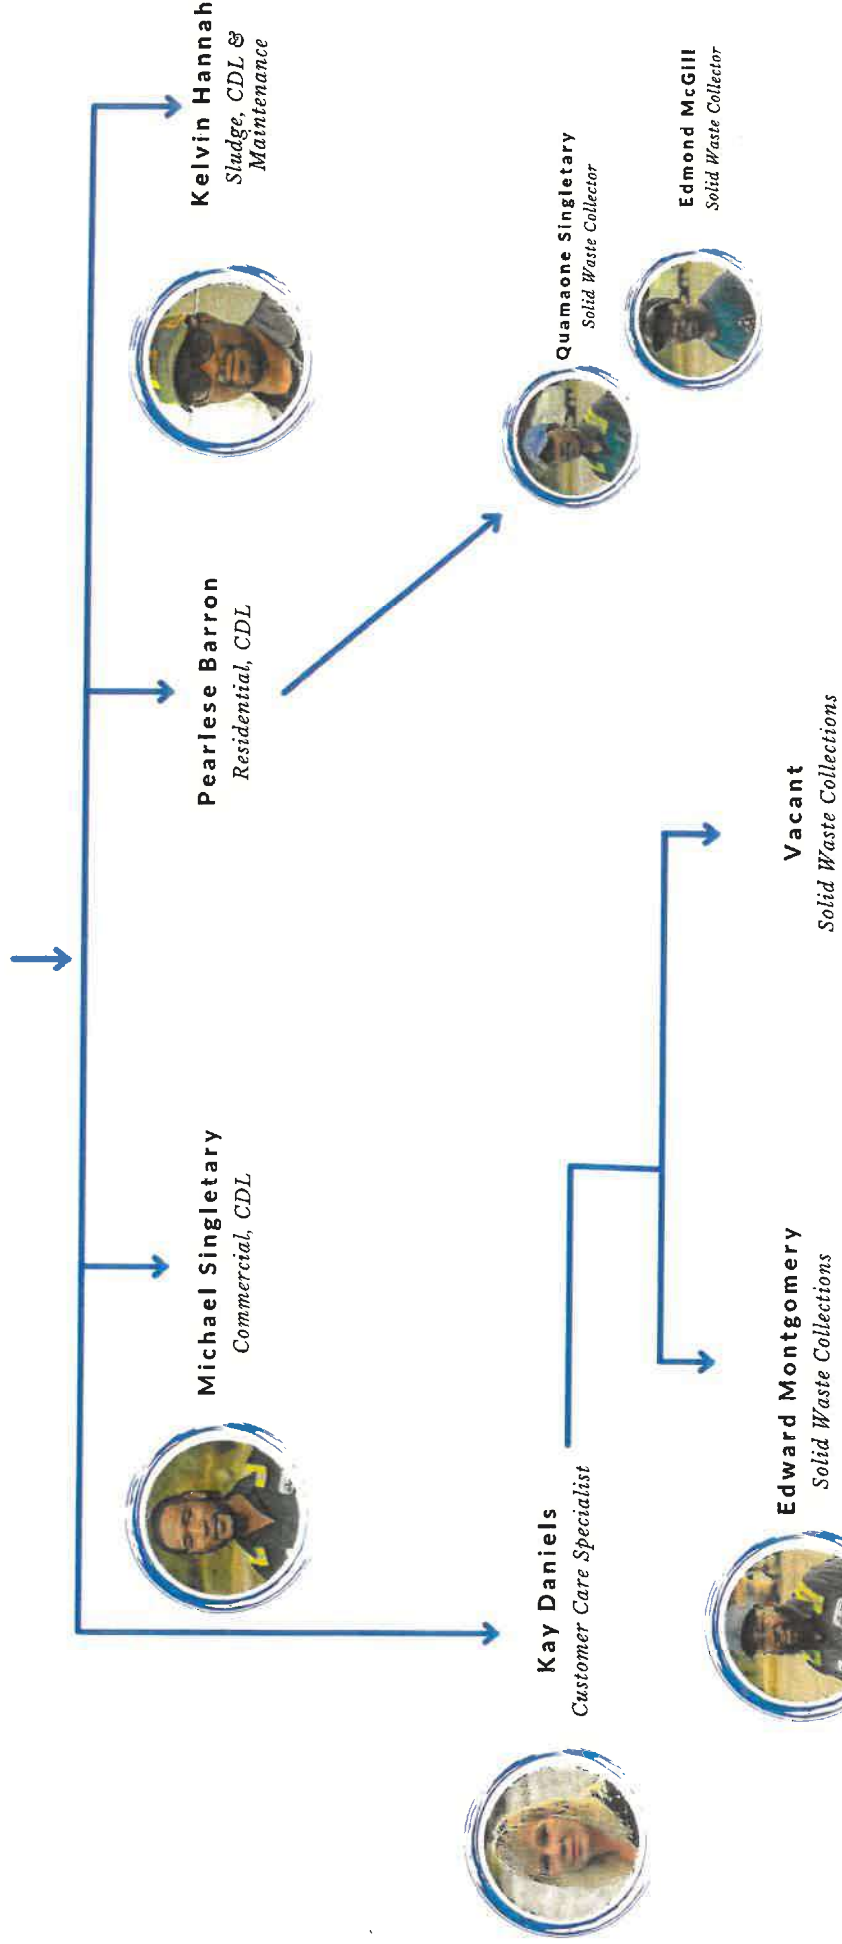 Michael Singletary
Commercial, CDL
Pearlese Barron
Residential, CDL
Kelvin Hannah
Sludge, CDL &
Maintenance
Kay Daniels
Customer Care Specialist
Quamaone Singletary
Solid Waste Collector
Edmond McGill
Solid Waste Collector
Edward Montgomery
Solid Waste Collections
Vacant
Solid Waste Collections